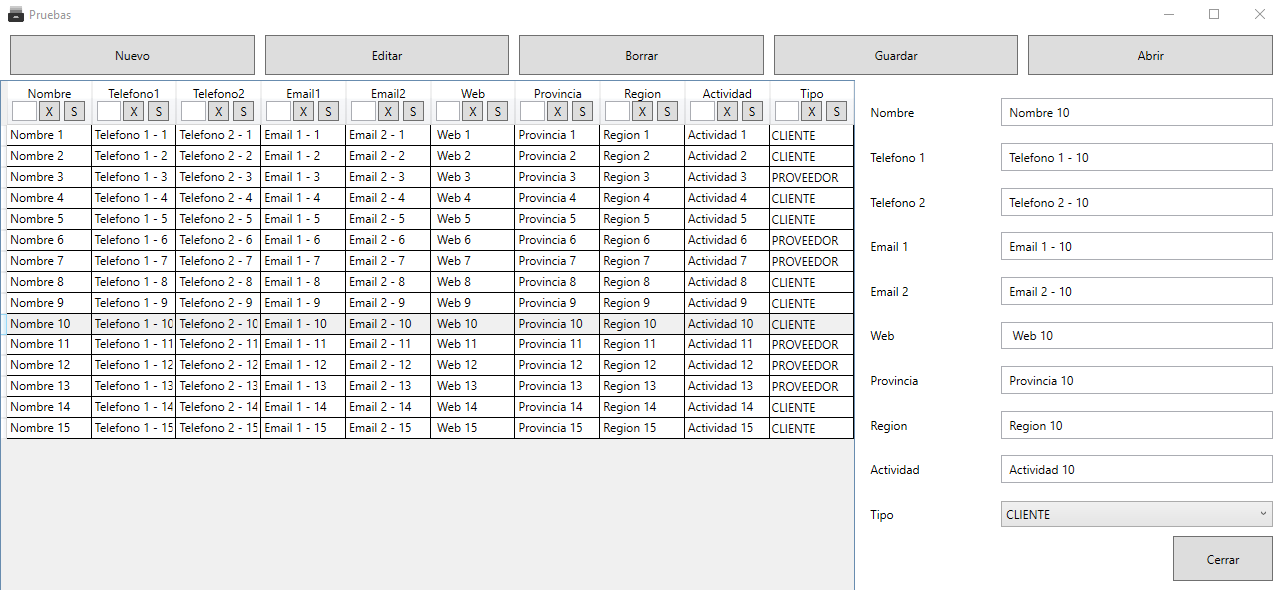 Pruebas
Nuevo Editar Borrar Guardar Abrir
Nombre Telefono1 Telefono2 Email1 Email2 Web Provincia Region Actividad Tipo
X S X S X S X S X S X S X S X S X S X S
Nombre 1 Telefono 1 - 1 Telefono 2 - 1 Email 1 - 1 Email 2 - 1 Web 1 Provincia 1 Region 1 Actividad 1 CLIENTE
Nombre 2 Telefono 1 - 2 Telefono 2 - 2 Email 1 - 2 Email 2 - 2 Web 2 Provincia 2 Region 2 Actividad 2 CLIENTE
Nombre 3 Telefono 1 - 3 Telefono 2 - 3 Email 1 - 3 Email 2 - 3 Web 3 Provincia 3 Region 3 Actividad 3 PROVEEDOR
Nombre 4 Telefono 1 - 4 Telefono 2 - 4 Email 1 - 4 Email 2 - 4 Web 4 Provincia 4 Region 4 Actividad 4 CLIENTE
Nombre 5 Telefono 1 - 5 Telefono 2 - 5 Email 1 - 5 Email 2 - 5 Web 5 Provincia 5 Region 5 Actividad 5 CLIENTE
Nombre 6 Telefono 1 - 6 Telefono 2 - 6 Email 1 - 6 Email 2 - 6 Web 6 Provincia 6 Region 6 Actividad 6 PROVEEDOR
Nombre 7 Telefono 1 - 7 Telefono 2 - 7 Email 1 - 7 Email 2 - 7 Web 7 Provincia 7 Region 7 Actividad 7 PROVEEDOR
Nombre 8 Telefono 1 - 8 Telefono 2 - 8 Email 1 - 8 Email 2 - 8 Web 8 Provincia 8 Region 8 Actividad 8 CLIENTE
Nombre 9 Telefono 1 - 9 Telefono 2 - 9 Email 1 - 9 Email 2 - 9 Web 9 Provincia 9 Region 9 Actividad 9 CLIENTE
Nombre 10 Telefono 1 - 10 Telefono 2 - 10 Email 1 - 10 Email 2 - 10 Web 10 Provincia 10 Region 10 Actividad 10 CLIENTE
Nombre 11 Telefono 1 - 11 Telefono 2 - 11 Email 1 - 11 Email 2 - 11 Web 11 Provincia 11 Region 11 Actividad 11 PROVEEDOR
Nombre 12 Telefono 1 - 12 Telefono 2 - 12 Email 1 - 12 Email 2 - 12 Web 12 Provincia 12 Region 12 Actividad 12 PROVEEDOR
Nombre 13 Telefono 1 - 13 Telefono 2 - 13 Email 1 - 13 Email 2 - 13 Web 13 Provincia 13 Region 13 Actividad 13 PROVEEDOR
Nombre 14 Telefono 1 - 14 Telefono 2 - 14 Email 1 - 14 Email 2 - 14 Web 14 Provincia 14 Region 14 Actividad 14 CLIENTE
Nombre 15 Telefono 1 - 15 Telefono 2 - 15 Email 1 - 15 Email 2 - 15 Web 15 Provincia 15 Region 15 Actividad 15 CLIENTE
Nombre Nombre 10
Telefono 1 Telefono 1 - 10
Telefono 2 Telefono 2 - 10
Email 1 Email 1 - 10
Email 2 Email 2 - 10
Web Web 10
Provincia Provincia 10
Region Region 10
Actividad Actividad 10
Tipo CLIENTE
Cerrar